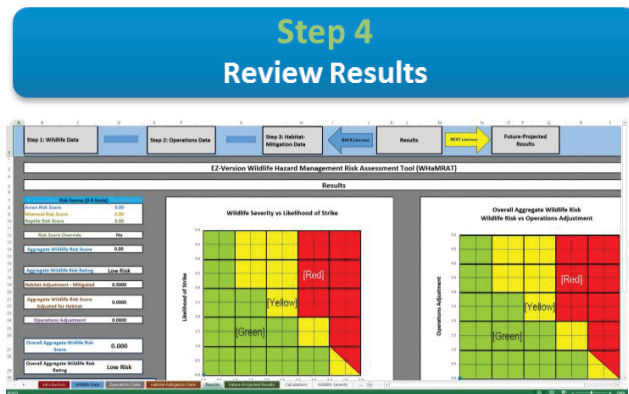 Step 4
Review Results
Step 1: Wildlife Data
Step 2: Operations Data
Step 3: Habitat-
Mitigation Data
Results
Future-Projected
Results
EZ-Version Wildlife Hazard Management Risk Assessment Tool (WHaMRAT)
Results
Risk Scores [0-5 Scale]
Avian Risk Score 0.00
Mammal Risk Score 0.00
Reptile Risk Score 0.00
Risk Score Override No
Aggregate Wildlife Risk Score 0.00
Aggregate Wildlife Risk Rating Low Risk
Habitat Adjustment - Mitigated 0.5000
Aggregate Wildlife Risk Score
Adjusted for Habitat 0.0000
Operations Adjustment 0.0000
Overall Aggregate Wildlife Risk
Score 0.000
Overall Aggregate Wildlife Risk
Rating Low Risk
Wildlife Severity vs Likelihood of Strike
Likelihood of Strike
[Red]
[Yellow]
[Green]
Overall Aggregate Wildlife Risk
Wildlife Risk vs Operations Adjustment
Operations Adjustment
[Red]
[Yellow]
[Green]
Introduction Wildlife Data Operations Data Habitat-Mitigation Data Results Future-Projected Results Calculations Wildlife Severity